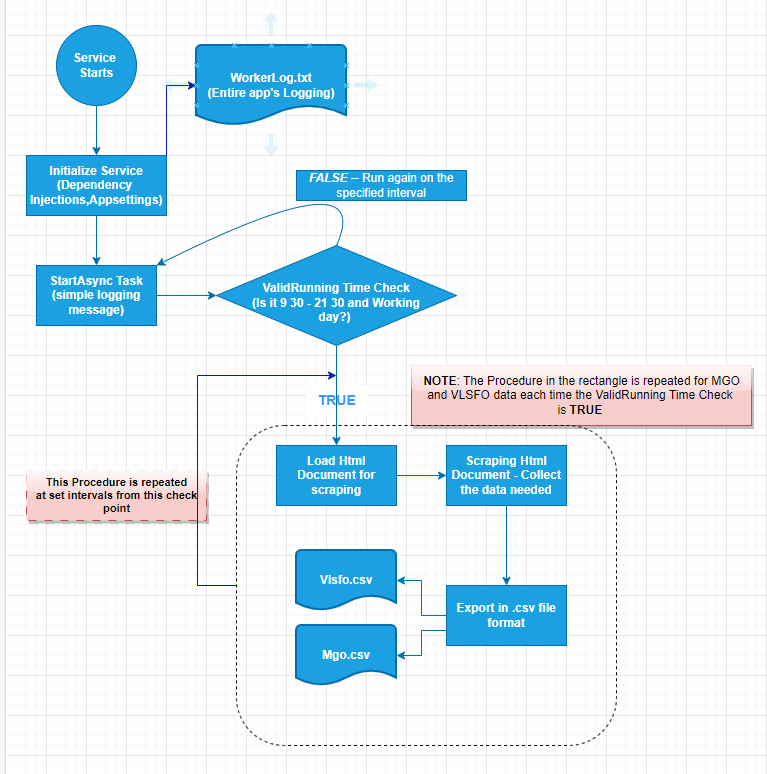 Service
Starts
WorkerLog.txt
(Entire app's Logging)
Initialize Service
(Dependency
Injections,Appsettings)
FALSE – Run again on the
specified interval
StartAsync Task
(simple logging
message)
ValidRunning Time Check
(Is it 9 30 - 21 30 and Working
day?)
TRUE
NOTE: The Procedure in the rectangle is repeated for MGO
and VLSFO data each time the ValidRunning Time Check
is TRUE
Load Html
Document for
scraping
Scraping Html
Document - Collect
the data needed
This Procedure is repeated
at set intervals from this check
point
Vlsfo.csv
Export in .csv file
format
Mgo.csv